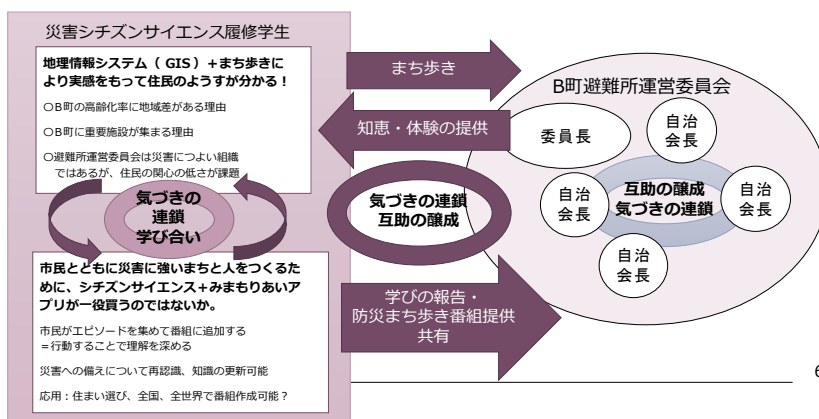 災害シチズンサイエンス履修学生
地理情報システム（ GIS ）＋まち歩きに
より実感をもって住民のようすが分かる！
〇B町の高齢化率に地域差がある理由
〇B町に重要施設が集まる理由
〇避難所運営委員会は災害につよい組織
ではあるが、住民の関心の低さが課題
気づきの
連鎖
学び合い
市民とともに災害に強いまちと人をつくるた
めに、シチズンサイエンス＋みまもりあいア
プリが一役買うのではないか。
市民がエピソードを集めて番組に追加する
＝行動することで理解を深める
災害への備えについて再認識、知識の更新可能
応用：住まい選び、全国、全世界で番組作成可能？
まち歩き
知恵・体験の提供
気づきの連鎖
互助の醸成
学びの報告・
防災まち歩き番組提供
共有
B町避難所運営委員会
委員長
自治
会長
自治
会長
互助の醸成
気づきの連鎖
自治
会長
自治
会長
6